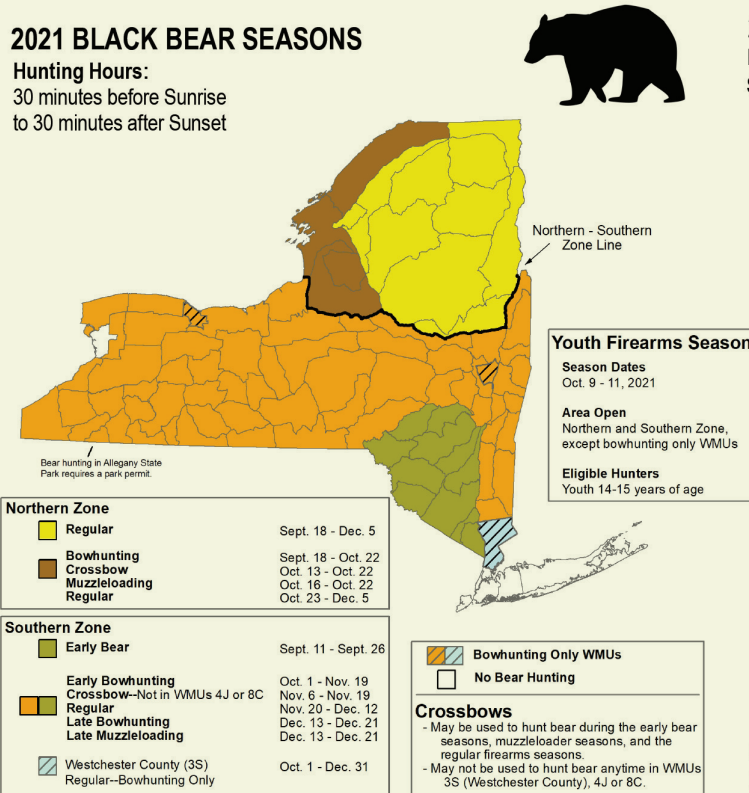 2021 BLACK BEAR SEASONS
Hunting Hours:
30 minutes before Sunrise
to 30 minutes after Sunset
Northern - Southern
Zone Line
Youth Firearms Season
Season Dates
Oct. 9 - 11, 2021
Area Open
Northern and Southern Zone,
except bowhunting only WMUs
Eligible Hunters
Youth 14-15 years of age
Bear hunting in Allegany State
Park requires a park permit.
Northern Zone
Regular Sept. 18 - Dec. 5
Bowhunting Sept. 18 - Oct. 22
Crossbow Oct. 13 - Oct. 22
Muzzleloading Oct. 16 - Oct. 22
Regular Oct. 23 - Dec. 5
Southern Zone
Early Bear Sept. 11 - Sept. 26
Early Bowhunting Oct. 1 - Nov. 19
Crossbow--Not in WMUs 4J or 8C Nov. 6 - Nov. 19
Regular Nov. 20 - Dec. 12
Late Bowhunting Dec. 13 - Dec. 21
Late Muzzleloading Dec. 13 - Dec. 21
Westchester County (3S) Oct. 1 - Dec. 31
Regular--Bowhunting Only
Bowhunting Only WMUs
No Bear Hunting
Crossbows
- May be used to hunt bear during the early bear
seasons, muzzleloader seasons, and the
regular firearms seasons.
- May not be used to hunt bear anytime in WMUs
3S (Westchester County), 4J or 8C.